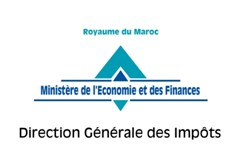 Royaume du Maroc
Ministère de l'Economie et des Finances
Direction Générale des Impôts